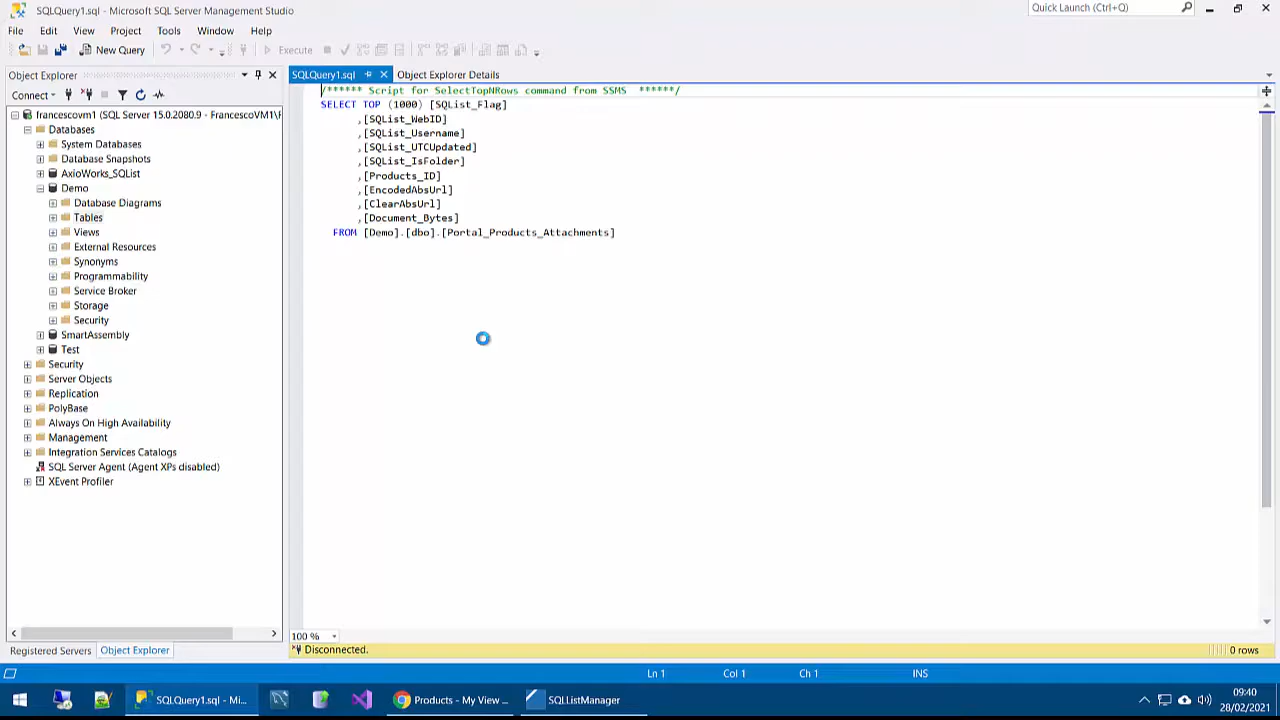 SQLQuery1.sql - Microsoft SQL Server Management Studio
Quick Launch (Ctrl+Q)
File Edit View Project Tools Window Help
New Query Execute
Object Explorer
SQLQuery1.sql Object Explorer Details
Connect
/****** Script for SelectTopNRows command from SSMS ******/
SELECT TOP (1000) [SQList_Flag]
,[SQList_WebID]
,[SQList_Username]
,[SQList_UTCUpdated]
,[SQList_IsFolder]
,[Products_ID]
,[EncodedAbsUrl]
,[ClearAbsUrl]
,[Document_Bytes]
FROM [Demo].[dbo].[Portal_Products_Attachments]
francescovm1 (SQL Server 15.0.2080.9 - FrancescoVM1\F
Databases
System Databases
Database Snapshots
AxioWorks_SQList
Demo
Database Diagrams
Tables
Views
External Resources
Synonyms
Programmability
Service Broker
Storage
Security
SmartAssembly
Test
Security
Server Objects
Replication
PolyBase
Always On High Availability
Management
Integration Services Catalogs
SQL Server Agent (Agent XPs disabled)
XEvent Profiler
100 %
Registered Servers Object Explorer
Disconnected. 0 rows
Ln 1 Col 1 Ch 1 INS
SQLQuery1.sql - Mi... Products - My View ... SQLListManager
09:40
28/02/2021